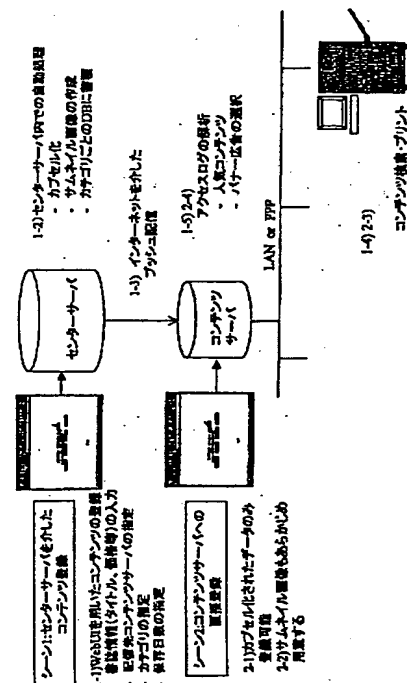 シーン1:センターサーバを介した
コンテンツ登録
-1)WebUIを用いたコンテンツの登録
書誌情報(タイトル、価格等)の入力
配信先コンテンツサーバの指定
カテゴリの指定
保持日数の指定
センターサーバ
1-2)センターサーバ内での自動処理
- カプセル化
- サムネイル画像の作成
- カテゴリごとのDBに蓄積
1-3) インターネットを介した
プッシュ配信
シーン2:コンテンツサーバへの
直接登録
2-1)カプセル化されたデータのみ
登録可能
2-2)サムネイル画像もあらかじめ
用意する
コンテンツ
サーバ
1-5) 2-4)
アクセスログの解析
- 人気コンテンツ
- バナー広告の選択
LAN or PPP
1-4) 2-3)
コンテンツ検索・プリント